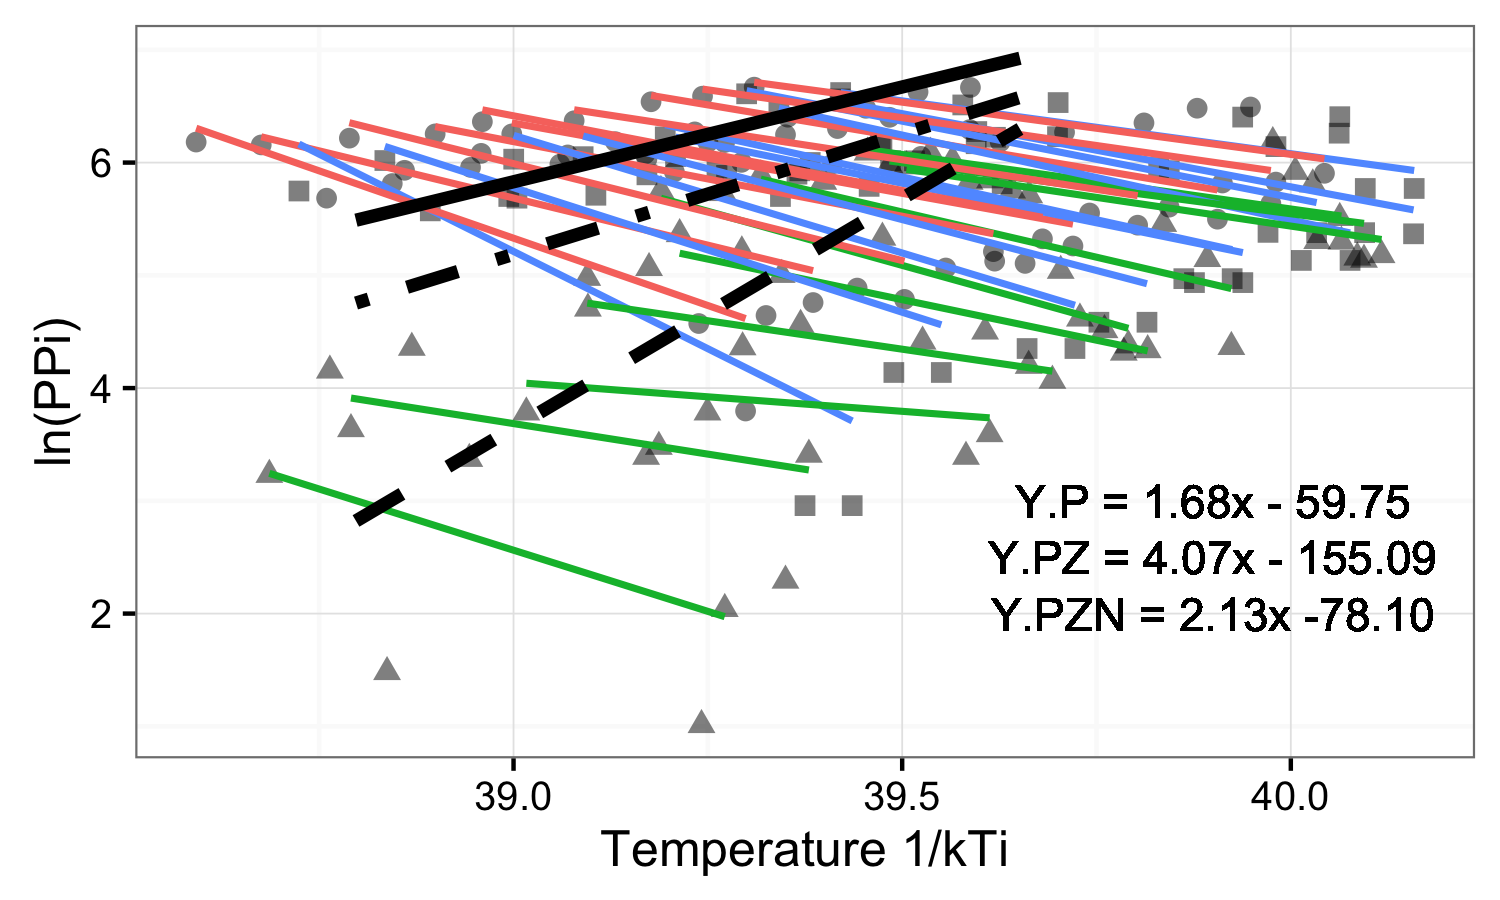 ln(PPi)
6
4
2
Y.P = 1.68x - 59.75
Y.PZ = 4.07x - 155.09
Y.PZN = 2.13x -78.10
39.0 39.5 40.0
Temperature 1/kTi